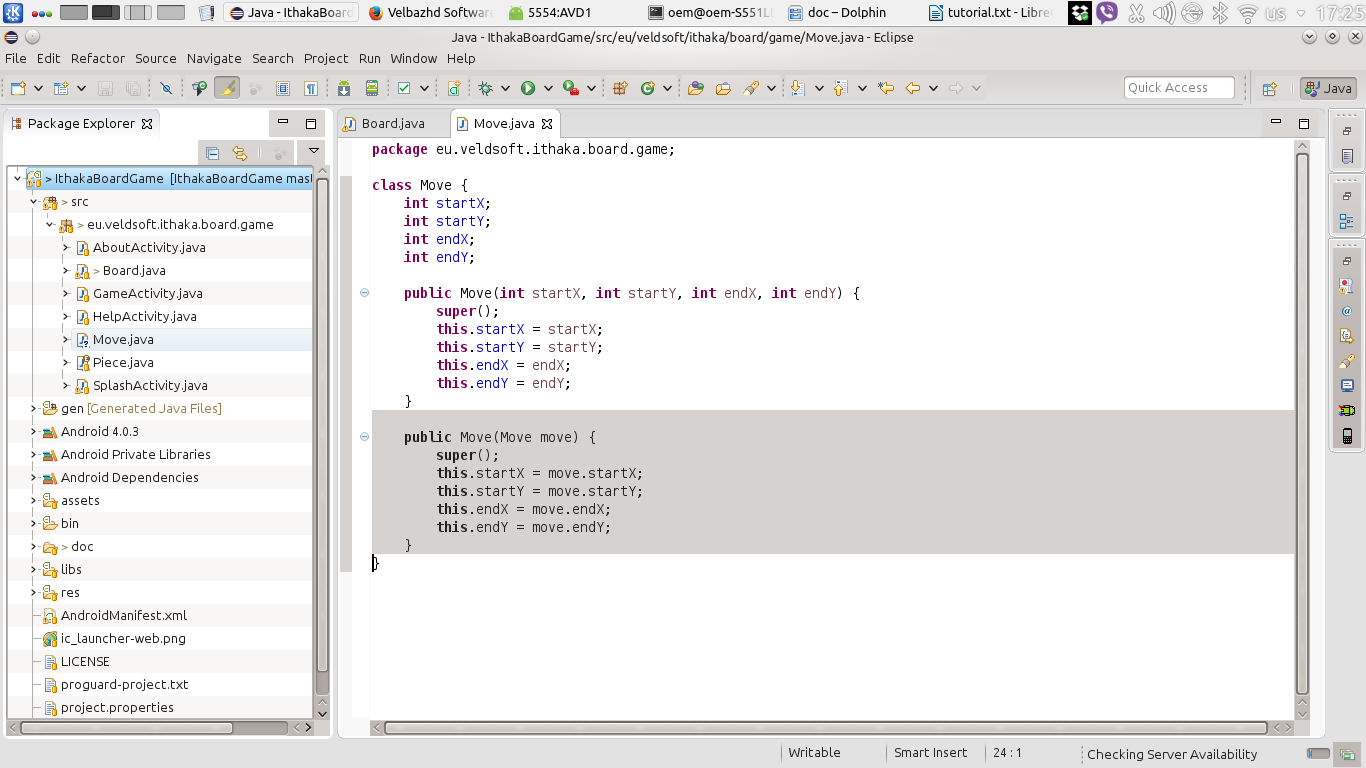 Java - IthakaBoard
Velbazhd Softwar
5554:AVD1
oem@oem-S551L
doc – Dolphin
tutorial.txt - Libre
us
17:25
Java - IthakaBoardGame/src/eu/veldsoft/ithaka/board/game/Move.java - Eclipse
File Edit Refactor Source Navigate Search Project Run Window Help
Quick Access
Java
Package Explorer
Board.java
Move.java
> IthakaBoardGame [IthakaBoardGame mast
> src
> eu.veldsoft.ithaka.board.game
AboutActivity.java
> Board.java
GameActivity.java
HelpActivity.java
Move.java
Piece.java
SplashActivity.java
gen [Generated Java Files]
Android 4.0.3
Android Private Libraries
Android Dependencies
assets
bin
> doc
libs
res
AndroidManifest.xml
ic_launcher-web.png
LICENSE
proguard-project.txt
project.properties
package eu.veldsoft.ithaka.board.game;
class Move {
int startX;
int startY;
int endX;
int endY;
public Move(int startX, int startY, int endX, int endY) {
super();
this.startX = startX;
this.startY = startY;
this.endX = endX;
this.endY = endY;
}
public Move(Move move) {
super();
this.startX = move.startX;
this.startY = move.startY;
this.endX = move.endX;
this.endY = move.endY;
}
}
Writable
Smart Insert
24 : 1
Checking Server Availability